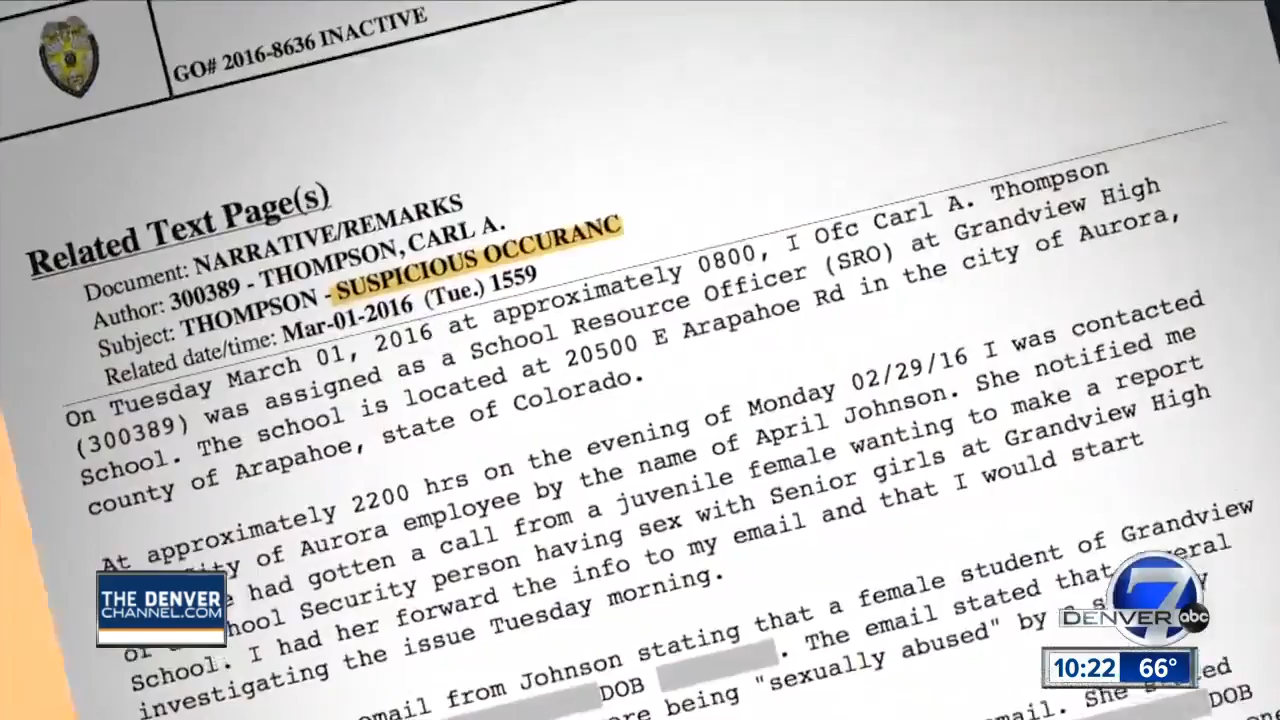 GO# 2016-8636 INACTIVE
Related Text Page(s)
Document: NARRATIVE/REMARKS
Author: 300389 - THOMPSON, CARL A.
Subject: THOMPSON - SUSPICIOUS OCCURANC
Related date/time: Mar-01-2016 (Tue.) 1559
On Tuesday March 01, 2016 at approximately 0800, I Ofc Carl A. Thompson
(300389) was assigned as a School Resource Officer (SRO) at Grandview High
School. The school is located at 20500 E Arapahoe Rd in the city of Aurora,
county of Arapahoe, state of Colorado.
At approximately 2200 hrs on the evening of Monday 02/29/16 I was contacted
of Aurora employee by the name of April Johnson. She notified me
had gotten a call from a juvenile female wanting to make a report
of Security person having sex with Senior girls at Grandview High
School. I had her forward the info to my email and that I would start
investigating the issue Tuesday morning.
from Johnson stating that a female student of Grandview
DOB . The email stated that
being "sexually abused" by a
She
DOB
THE DENVER
CHANNEL.COM
7
DENVER abc
10:22 66°